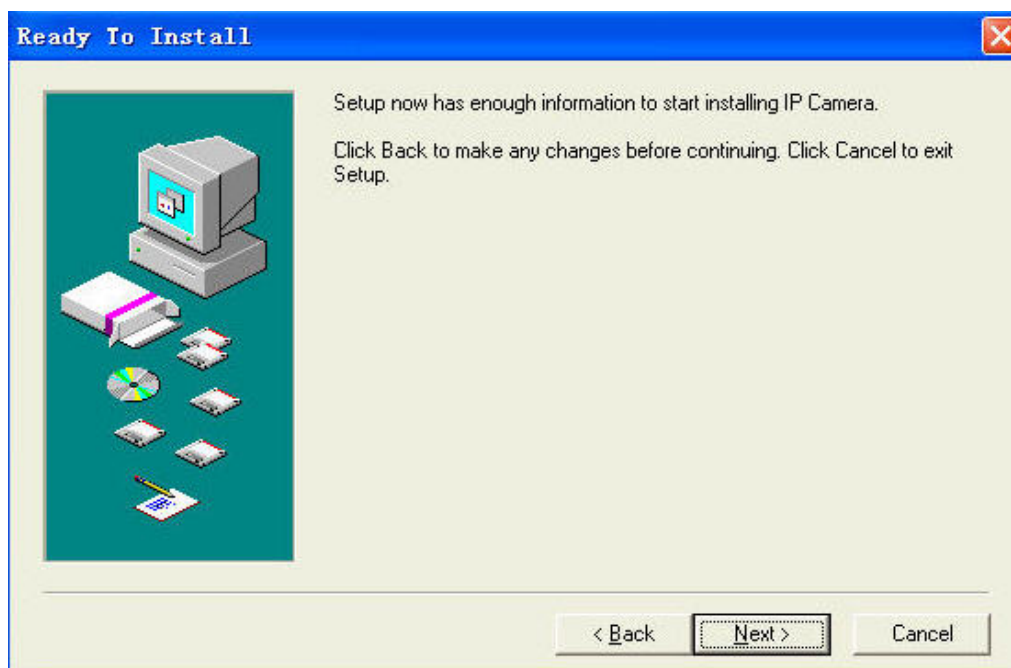 Ready To Install
Setup now has enough information to start installing IP Camera.
Click Back to make any changes before continuing. Click Cancel to exit
Setup.
< Back
Next >
Cancel